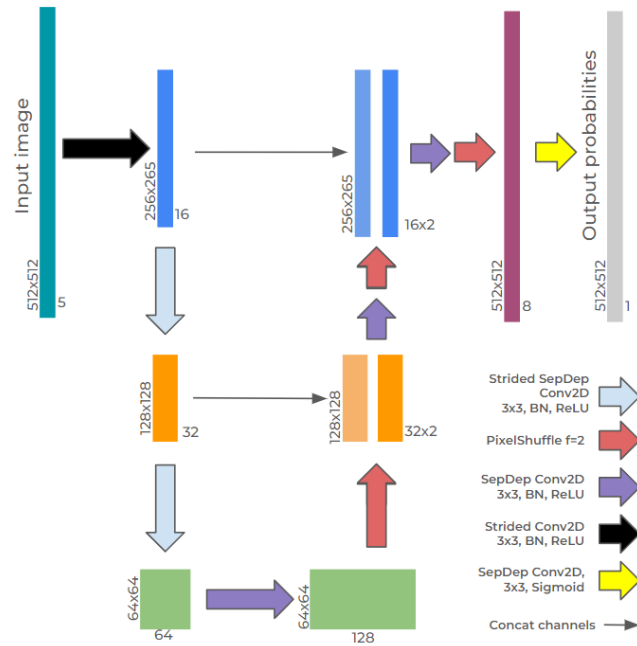 Input image
512x512
5
256x265
16
256x265
16x2
512x512
8
Output probabilities
512x512
1
128x128
32
128x128
32x2
64x64
64
64x64
128
Strided SepDep
Conv2D
3x3, BN, ReLU
PixelShuffle f=2
SepDep Conv2D
3x3, BN, ReLU
Strided Conv2D
3x3, BN, ReLU
SepDep Conv2D,
3x3, Sigmoid
Concat channels